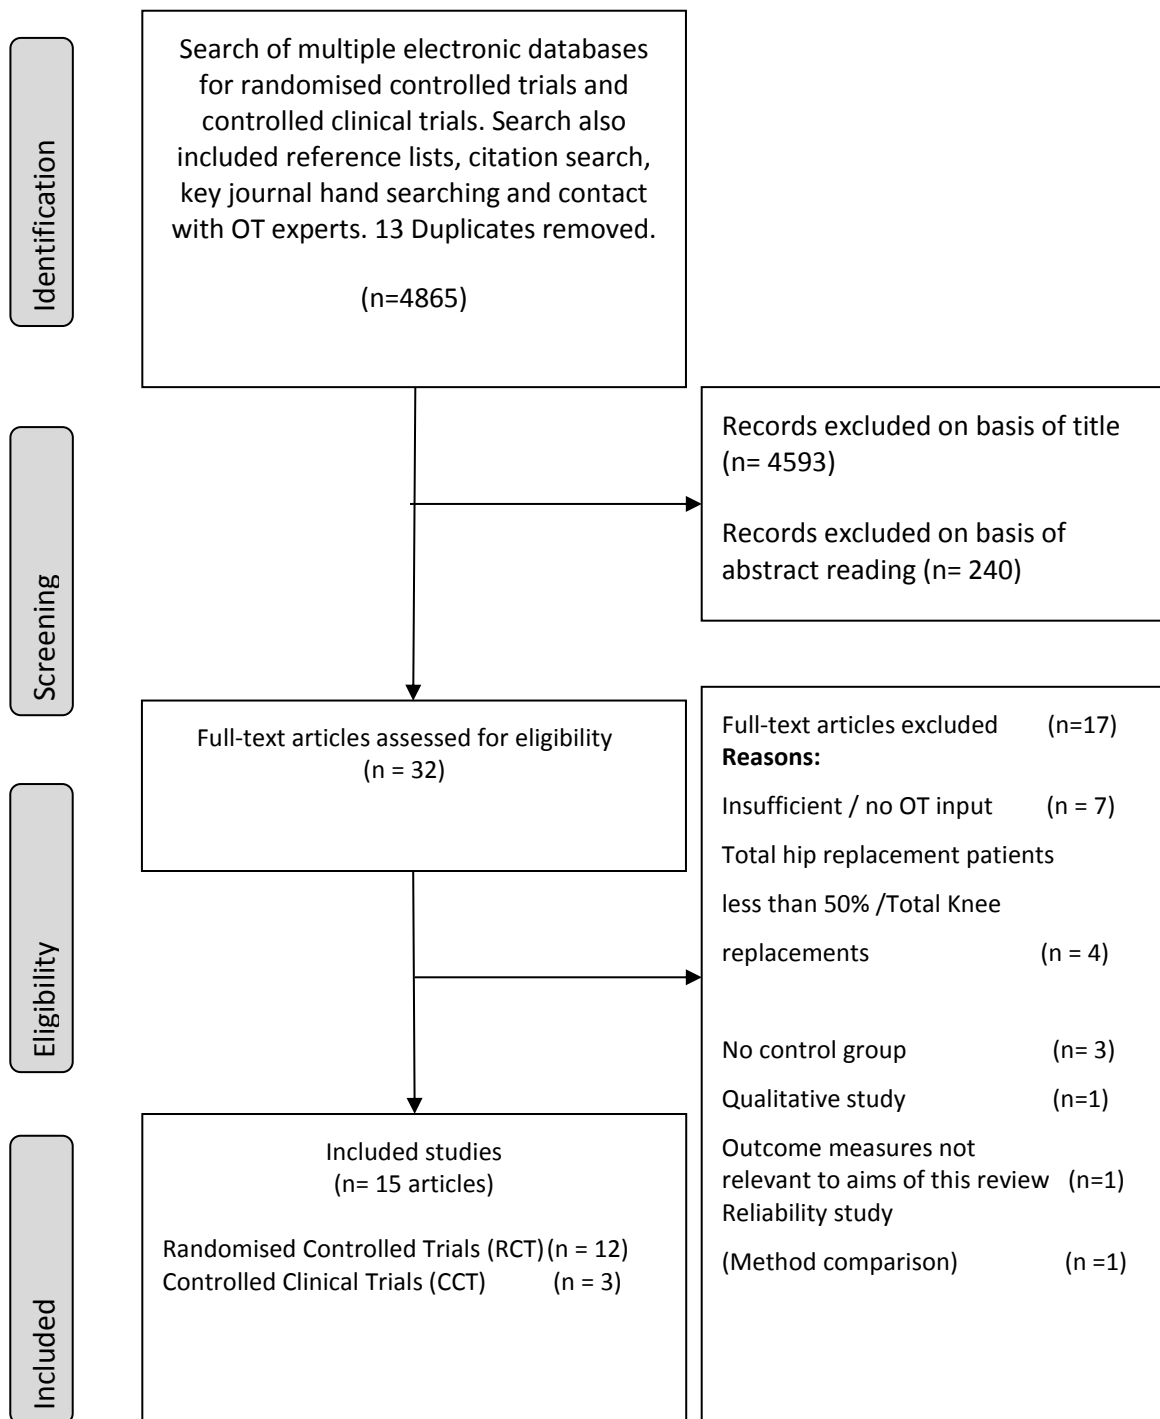 Identification
Search of multiple electronic databases
for randomised controlled trials and
controlled clinical trials. Search also
included reference lists, citation search,
key journal hand searching and contact
with OT experts. 13 Duplicates removed.
(n=4865)
Screening
Records excluded on basis of title
(n= 4593)
Records excluded on basis of
abstract reading (n= 240)
Eligibility
Full-text articles assessed for eligibility
(n = 32)
Full-text articles excluded (n=17)
Reasons:
Insufficient / no OT input (n = 7)
Total hip replacement patients
less than 50% /Total Knee
replacements (n = 4)
No control group (n= 3)
Qualitative study (n=1)
Outcome measures not
relevant to aims of this review (n=1)
Reliability study
(Method comparison) (n =1)
Included
Included studies
(n= 15 articles)
Randomised Controlled Trials (RCT) (n = 12)
Controlled Clinical Trials (CCT) (n = 3)